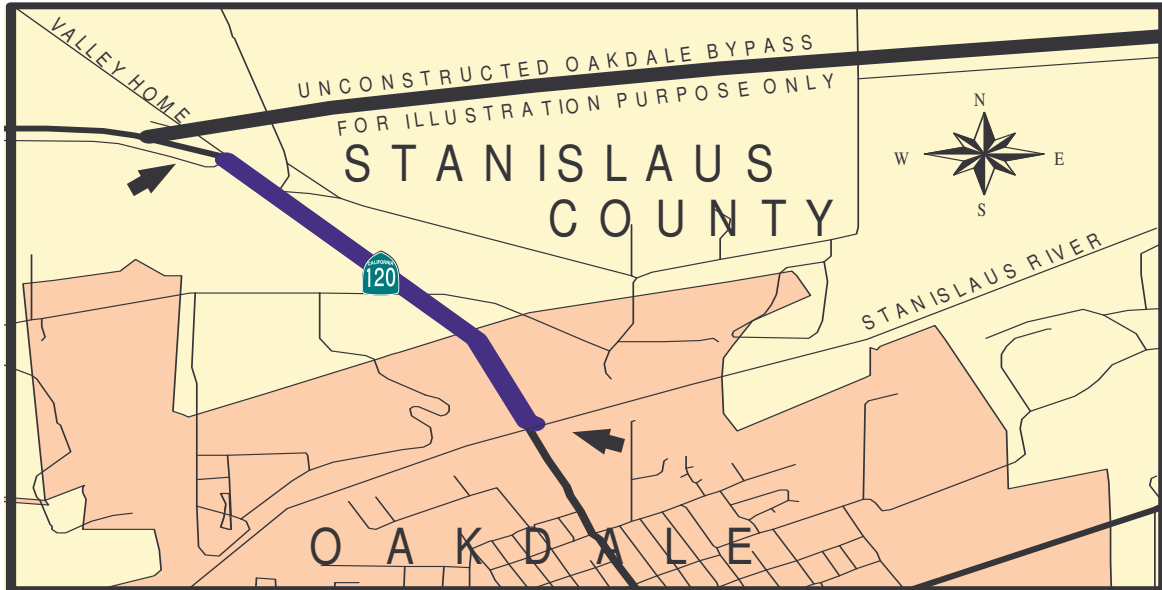 VALLEY HOME
UNCONSTRUCTED OAKDALE BYPASS
FOR ILLUSTRATION PURPOSE ONLY
STANISLAUS
COUNTY
N
W
E
S
STANISLAUS RIVER
CALIFORNIA
120
OAKDALE